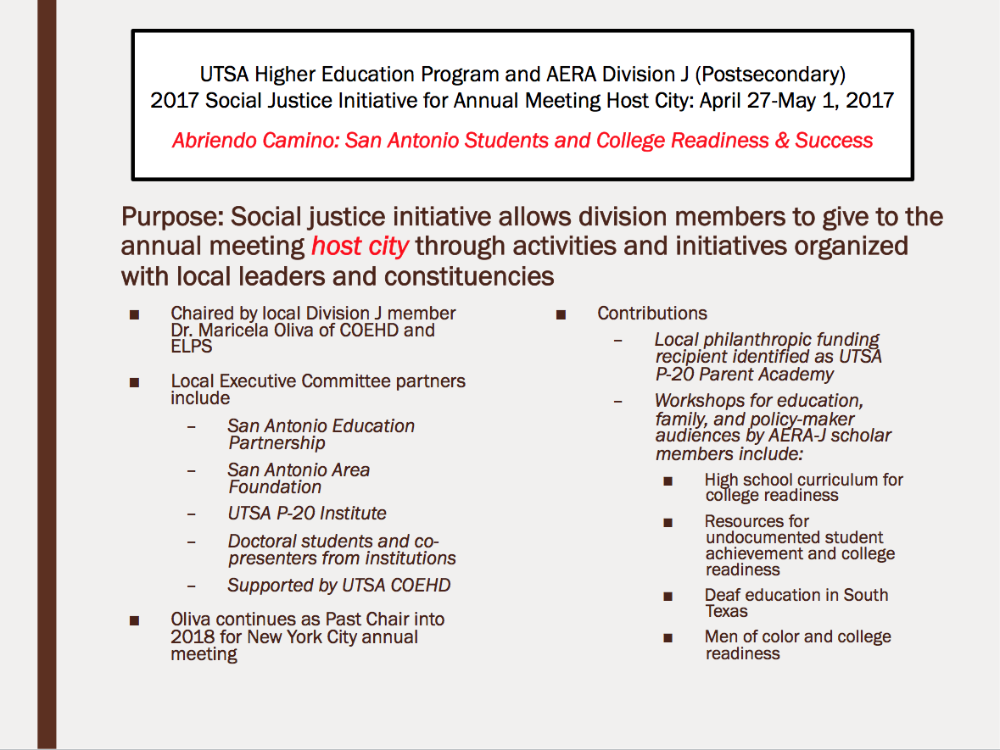 UTSA Higher Education Program and AERA Division J (Postsecondary)
2017 Social Justice Initiative for Annual Meeting Host City: April 27-May 1, 2017
Abriendo Camino: San Antonio Students and College Readiness & Success
Purpose: Social justice initiative allows division members to give to the
annual meeting host city through activities and initiatives organized
with local leaders and constituencies
■ Chaired by local Division J member
Dr. Maricela Oliva of COEHD and
ELPS
■ Local Executive Committee partners
include
– San Antonio Education
Partnership
– San Antonio Area
Foundation
– UTSA P-20 Institute
– Doctoral students and co-
presenters from institutions
– Supported by UTSA COEHD
■ Oliva continues as Past Chair into
2018 for New York City annual
meeting
■ Contributions
– Local philanthropic funding
recipient identified as UTSA
P-20 Parent Academy
– Workshops for education,
family, and policy-maker
audiences by AERA-J scholar
members include:
■ High school curriculum for
college readiness
■ Resources for
undocumented student
achievement and college
readiness
■ Deaf education in South
Texas
■ Men of color and college
readiness